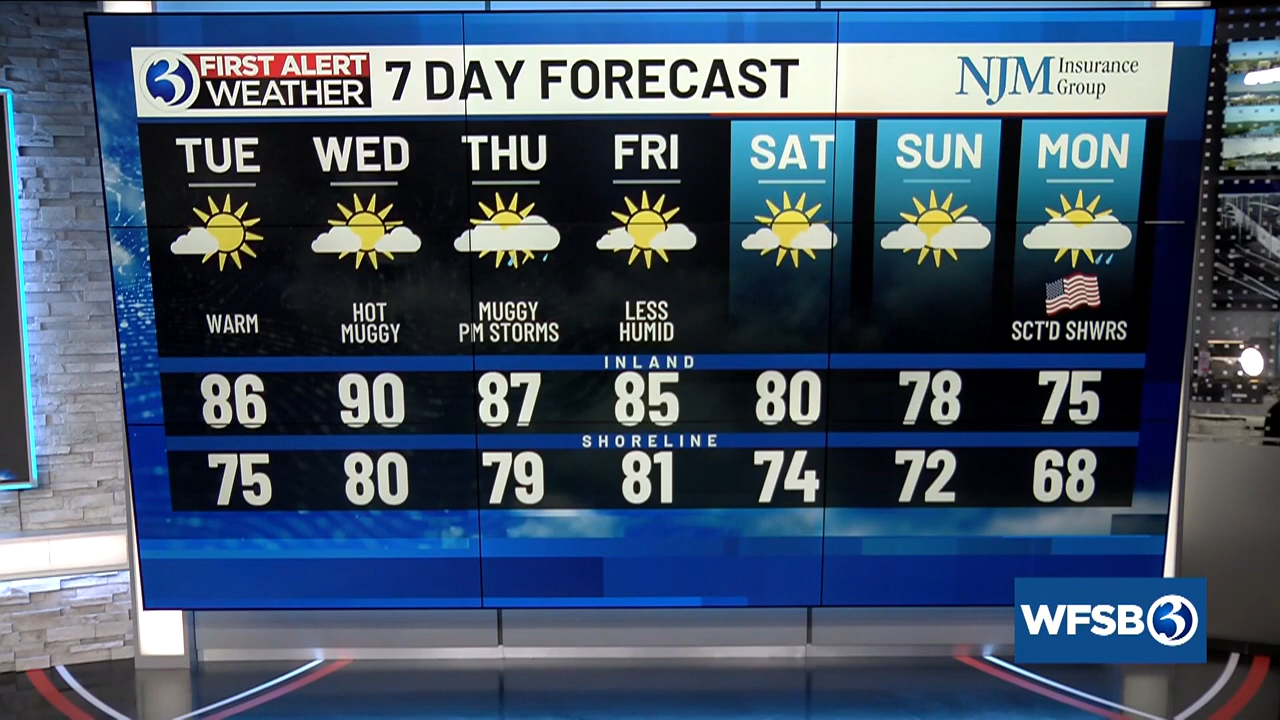 3 FIRST ALERT WEATHER
7 DAY FORECAST
NJM Insurance Group
TUE WED THU FRI SAT SUN MON
WARM
HOT MUGGY
MUGGY PM STORMS
LESS HUMID
SCT'D SHWRS
INLAND
86 90 87 85 80 78 75
SHORELINE
75 80 79 81 74 72 68
WFSB 3